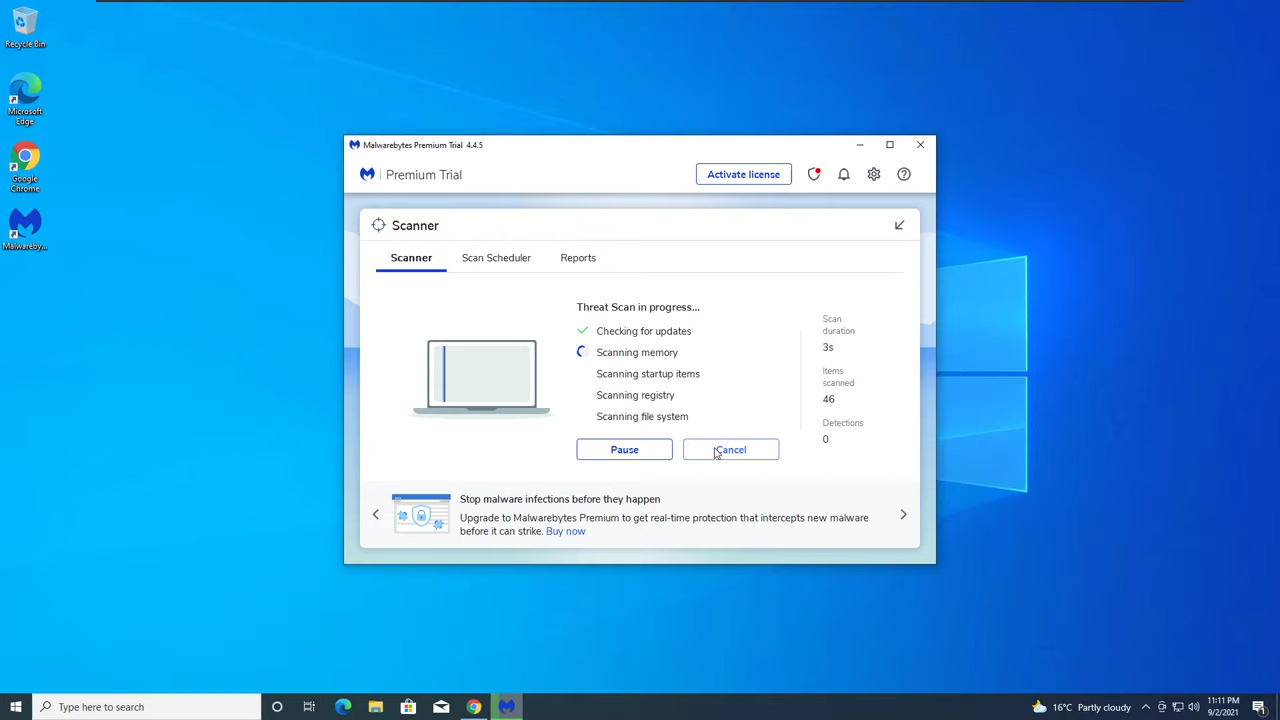 Recycle Bin
Microsoft
Edge
Google
Chrome
Malwareby...
Malwarebytes Premium Trial 4.4.5
Premium Trial
Activate license
Scanner
Scanner
Scan Scheduler
Reports
Threat Scan in progress...
Checking for updates
Scanning memory
Scanning startup items
Scanning registry
Scanning file system
Pause
Cancel
Scan
duration
3s
Items
scanned
46
Detections
0
Stop malware infections before they happen
Upgrade to Malwarebytes Premium to get real-time protection that intercepts new malware
before it can strike. Buy now
Type here to search
16°C Partly cloudy
11:11 PM
9/2/2021
1